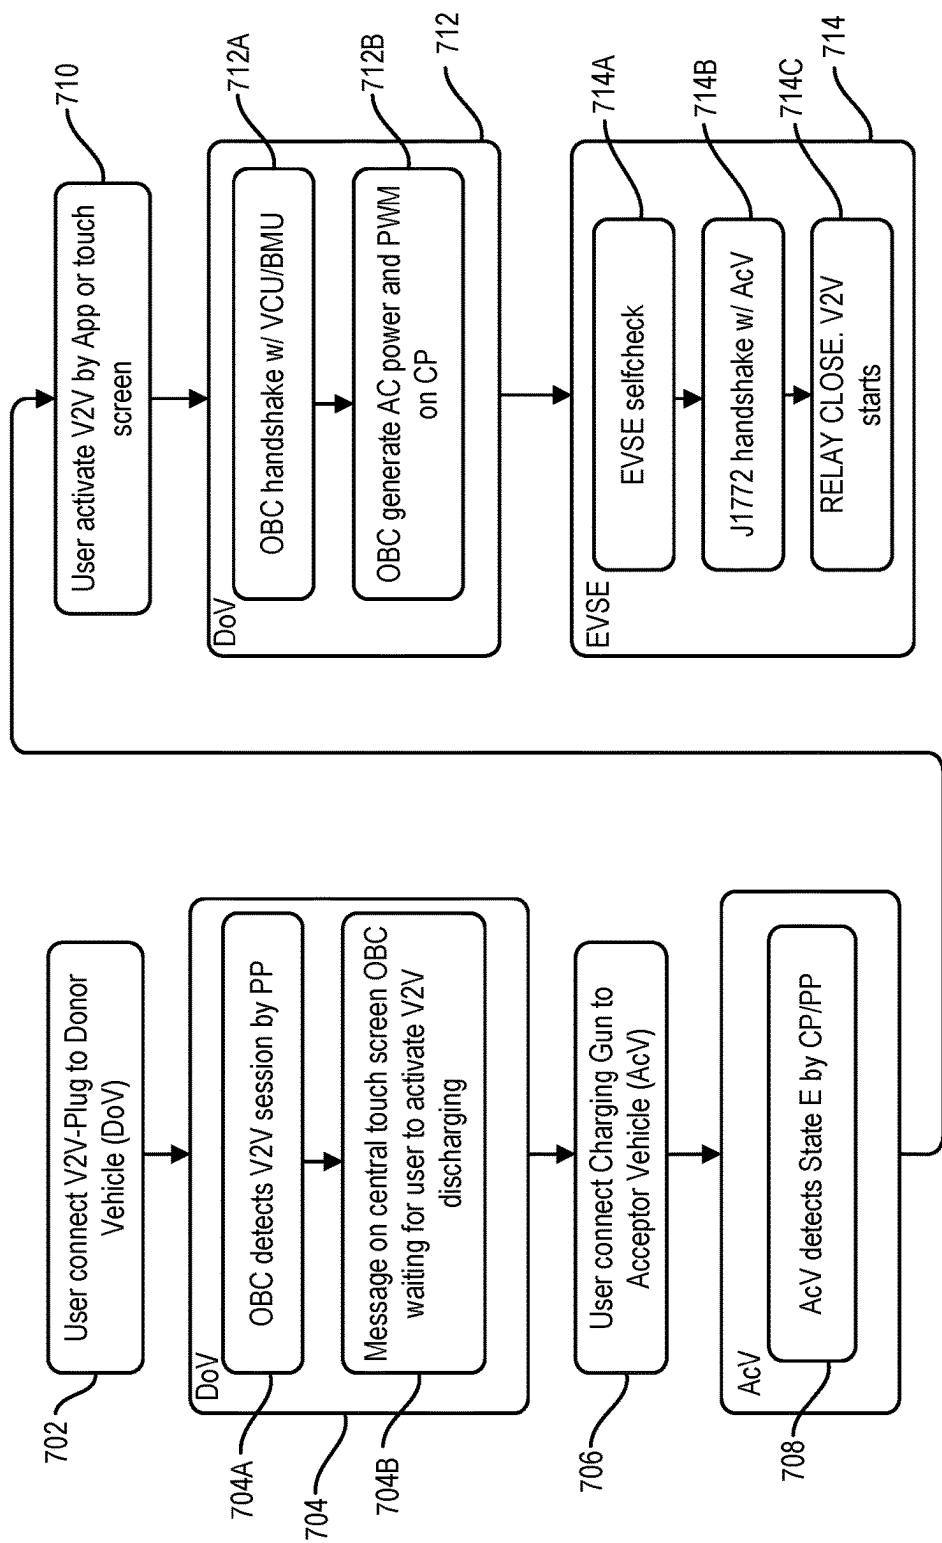 702
User connect V2V-Plug to Donor
Vehicle (DoV)
704
DoV
704A
OBC detects V2V session by PP
704B
Message on central touch screen OBC
waiting for user to activate V2V
discharging
706
User connect Charging Gun to
Acceptor Vehicle (AcV)
AcV
708
AcV detects State E by CP/PP
710
User activate V2V by App or touch
screen
712
DoV
712A
OBC handshake w/ VCU/BMU
712B
OBC generate AC power and PWM
on CP
714
EVSE
714A
EVSE selfcheck
714B
J1772 handshake w/ AcV
714C
RELAY CLOSE. V2V
starts